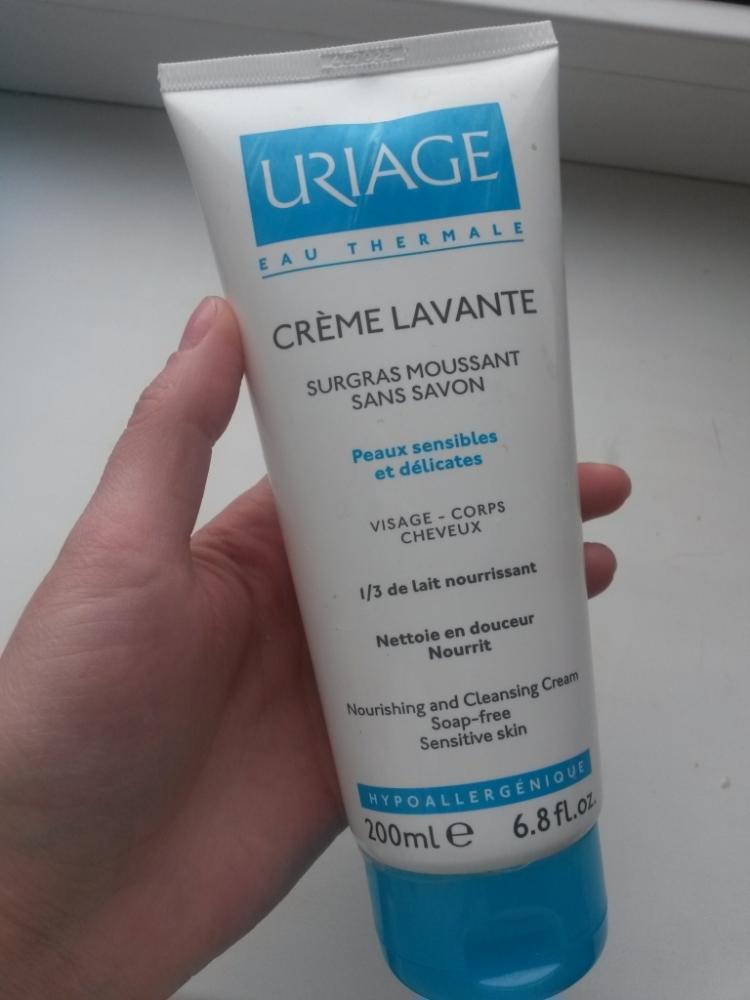 URIAGE
EAU THERMALE
CRÈME LAVANTE
SURGRAS MOUSSANT
SANS SAVON
Peaux sensibles
et délicates
VISAGE - CORPS
CHEVEUX
1/3 de lait nourrissant
Nettoie en douceur
Nourrit
Nourishing and Cleansing Cream
Soap-free
Sensitive skin
HYPOALLERGÉNIQUE
200ml e 6.8 fl.oz.